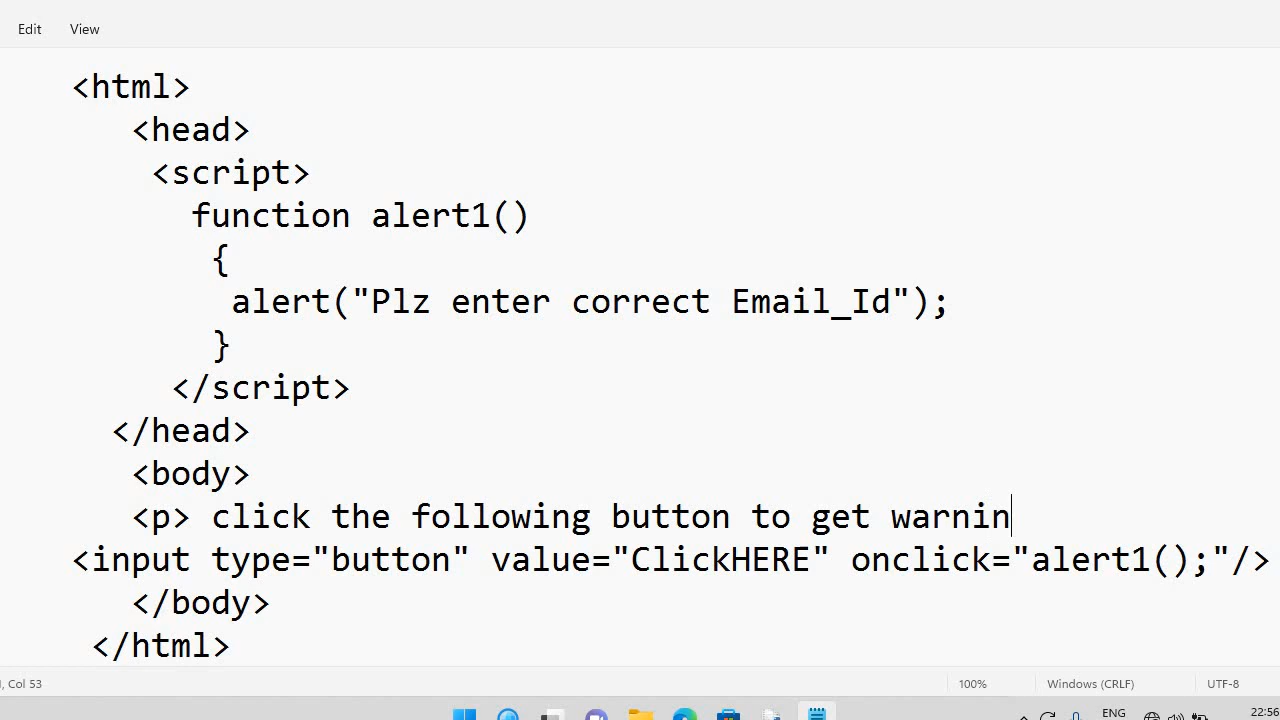 Edit View
<html>
<head>
<script>
function alert1()
{
alert("Plz enter correct Email_Id");
}
</script>
</head>
<body>
<p> click the following button to get warnin
<input type="button" value="ClickHERE" onclick="alert1();"/>
</body>
</html>
, Col 53 100% Windows (CRLF) UTF-8
ENG 22:56